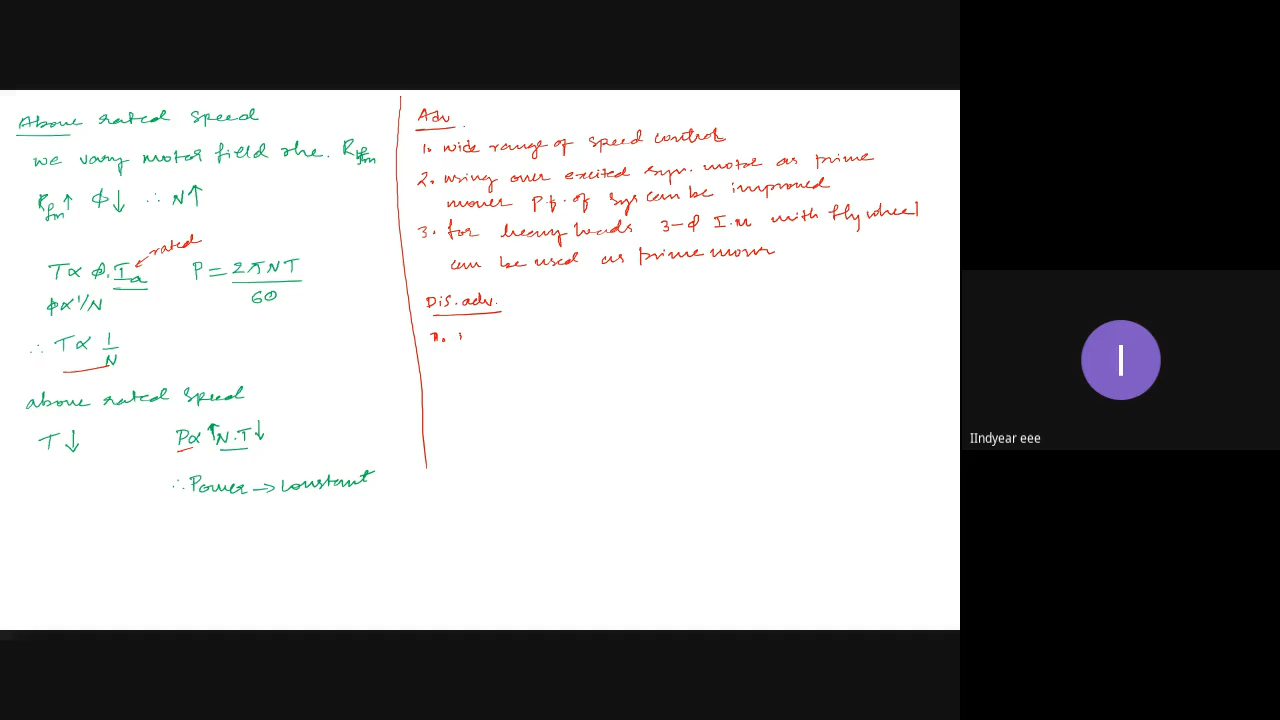 Above rated speed
we vary motor field rhe. Rfm
Rfm ↑ ϕ↓ ∴ N↑
rated
T∝ ϕ.Ia P = 2πNT/60
ϕ∝1/N
∴ T∝ 1/N
above rated speed
T↓ P∝ ↑N.T↓
∴ Power → constant
Adv
1. wide range of speed control
2. using over excited syn. motor as prime
mover P.f. of sys can be improved
3. for heavy loads 3-ϕ I.M with flywheel
can be used as prime mover
Dis. adv.
1.
IIndyear eee
I